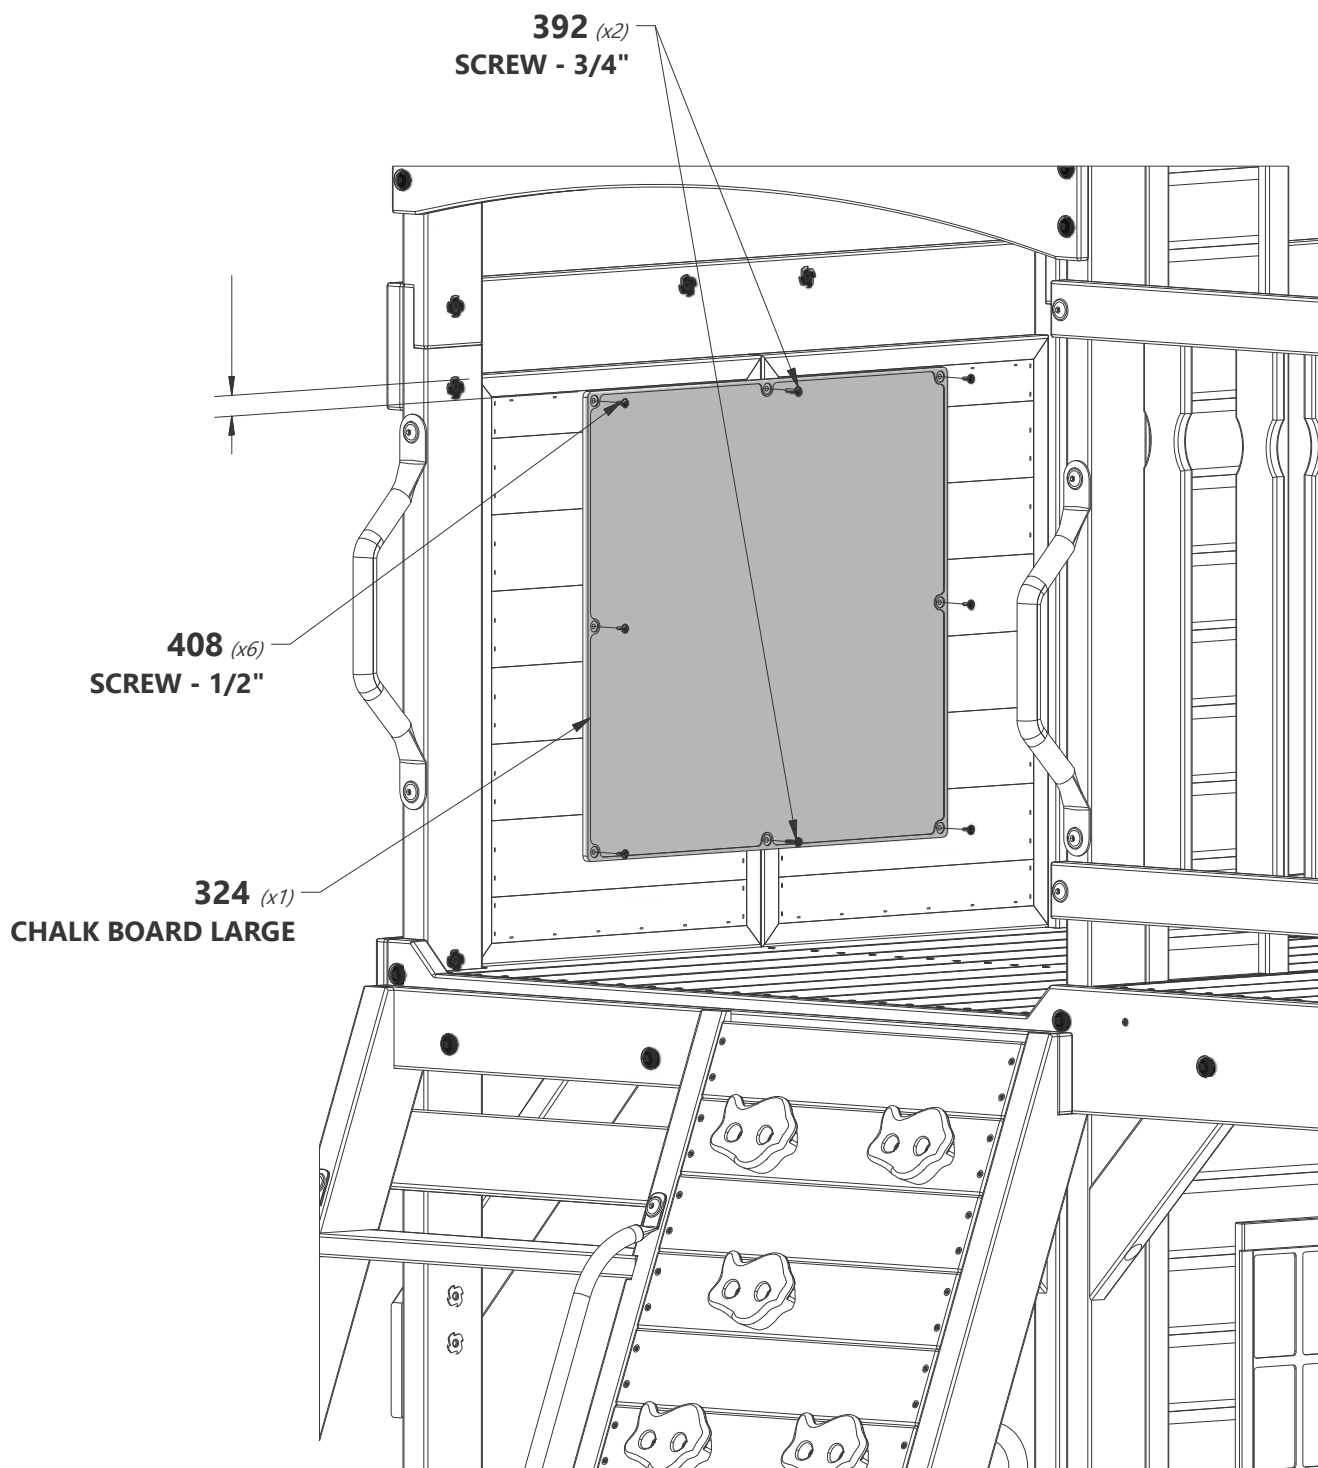 392 (x2)
SCREW - 3/4"
408 (x6)
SCREW - 1/2"
324 (x1)
CHALK BOARD LARGE